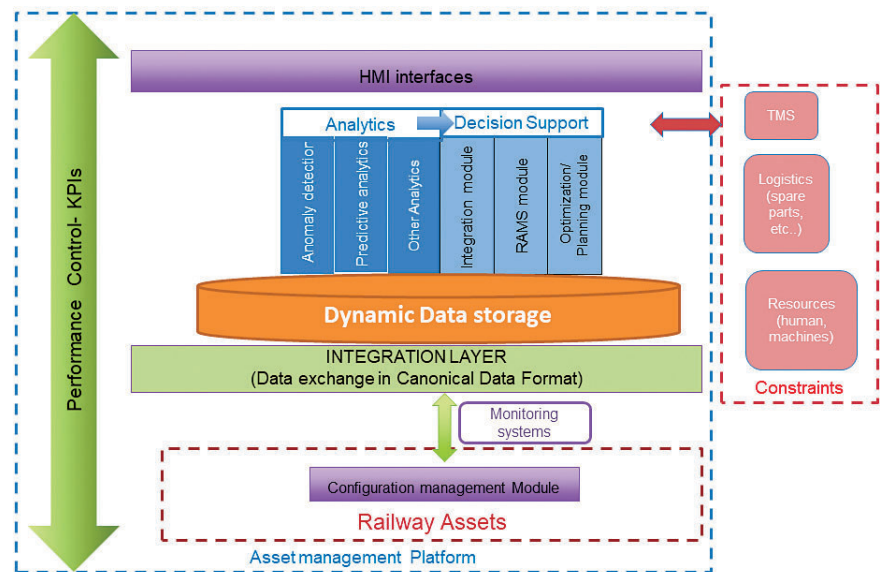 Performance Control- KPIs
HMI interfaces
Analytics
Decision Support
Anomaly detection
Predictive analytics
Other Analytics
Integration module
RAMS module
Optimization/
Planning module
Dynamic Data storage
INTEGRATION LAYER
(Data exchange in Canonical Data Format)
Monitoring
systems
Configuration management Module
Railway Assets
Asset management Platform
TMS
Logistics
(spare
parts,
etc..)
Resources
(human,
machines)
Constraints